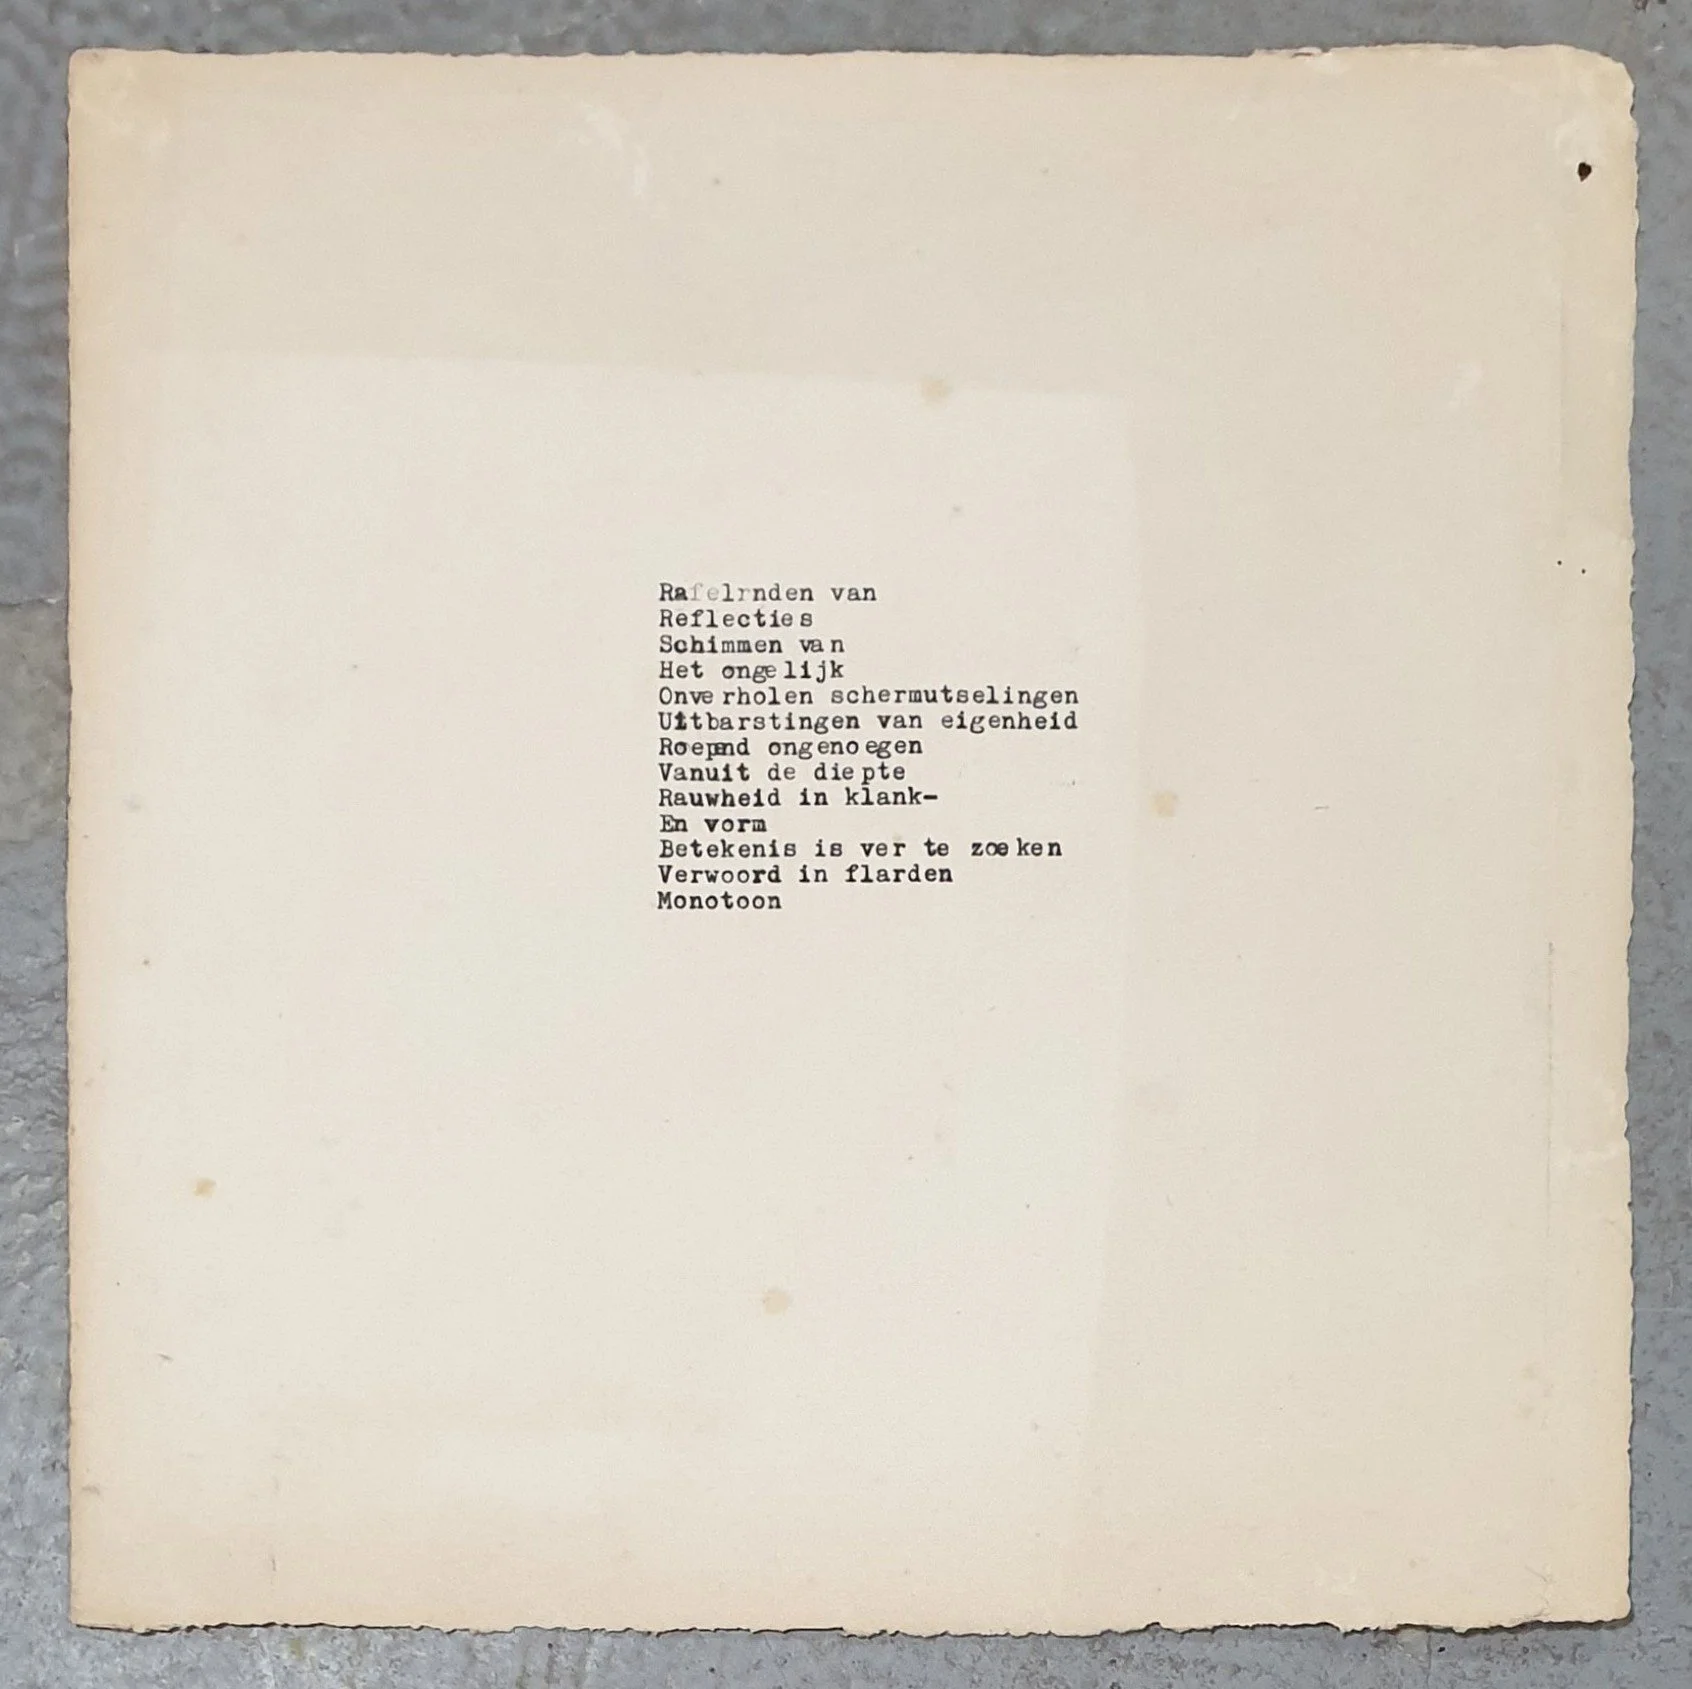 Rafelrnden van
Reflecties
Schimmen van
Het ongelijk
Onverholen schermutselingen
Uitbarstingen van eigenheid
Roepend ongenoegen
Vanuit de diepte
Rauwheid in klank-
En vorm
Betekenis is ver te zoeken
Verwoord in flarden
Monotoon